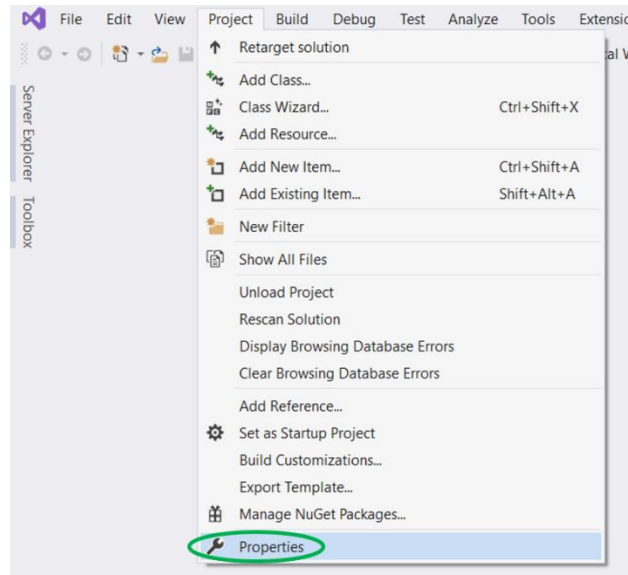 File Edit View Project Build Debug Test Analyze Tools
Retarget solution
Add Class...
Class Wizard... Ctrl+Shift+X
Add Resource...
Add New Item... Ctrl+Shift+A
Add Existing Item... Shift+Alt+A
New Filter
Show All Files
Unload Project
Rescan Solution
Display Browsing Database Errors
Clear Browsing Database Errors
Add Reference...
Set as Startup Project
Build Customizations...
Export Template...
Manage NuGet Packages...
Properties
Server Explorer
Toolbox